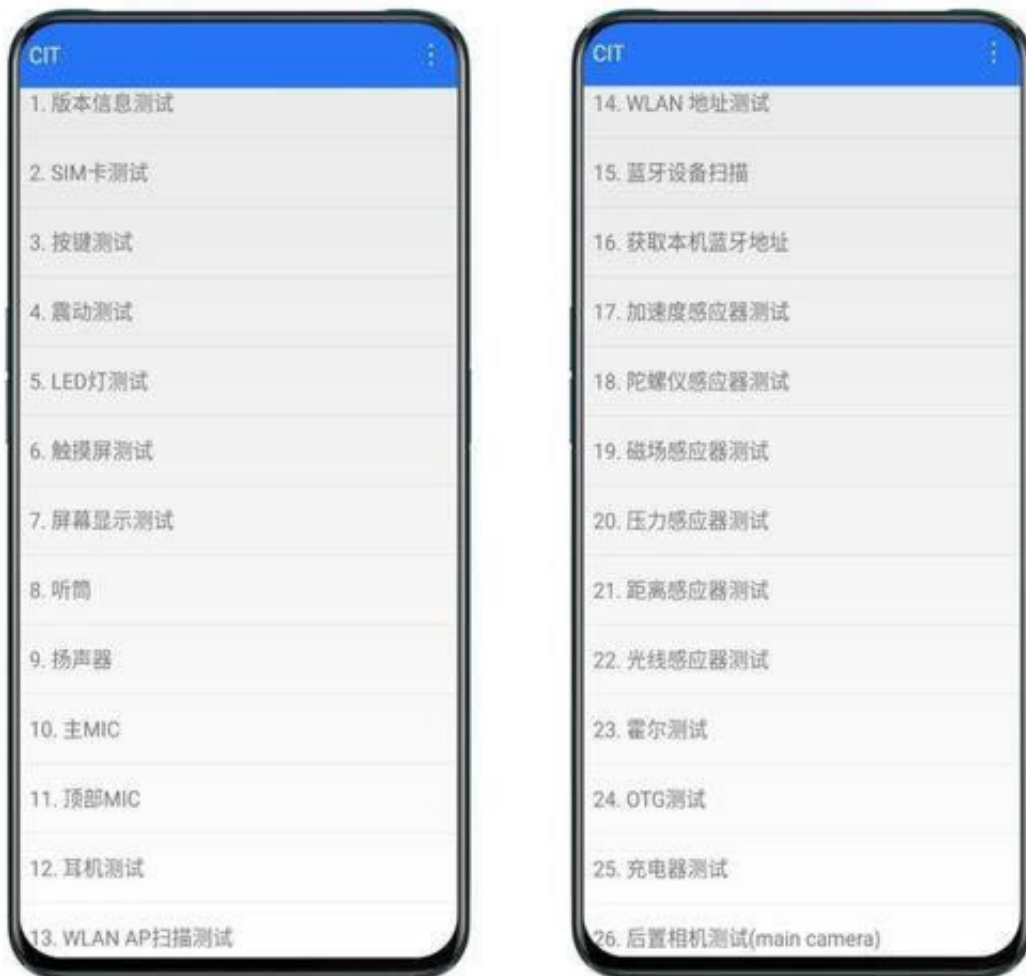 CIT
1. 版本信息测试
2. SIM卡测试
3. 按键测试
4. 震动测试
5. LED灯测试
6. 触摸屏测试
7. 屏幕显示测试
8. 听筒
9. 扬声器
10. 主MIC
11. 顶部MIC
12. 耳机测试
13. WLAN AP扫描测试
CIT
14. WLAN 地址测试
15. 蓝牙设备扫描
16. 获取本机蓝牙地址
17. 加速度感应器测试
18. 陀螺仪感应器测试
19. 磁场感应器测试
20. 压力感应器测试
21. 距离感应器测试
22. 光线感应器测试
23. 霍尔测试
24. OTG测试
25. 充电器测试
26. 后置相机测试(main camera)